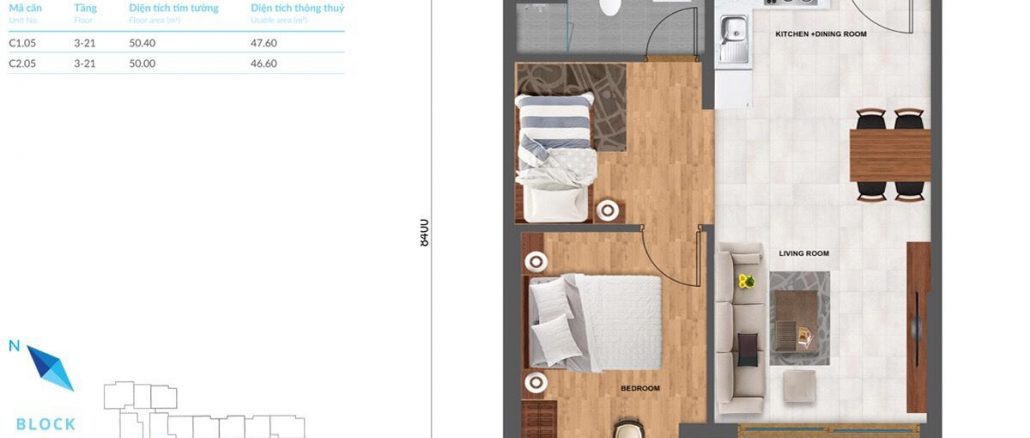 Mã căn Tầng Diện tích tim tường Diện tích thông thuỷ
Unit No. Floor Floor area (m²) Usable area (m²)
C1.05 3-21 50.40 47.60
C2.05 3-21 50.00 46.60
KITCHEN +DINING ROOM
8400
LIVING ROOM
N
BEDROOM
BLOCK